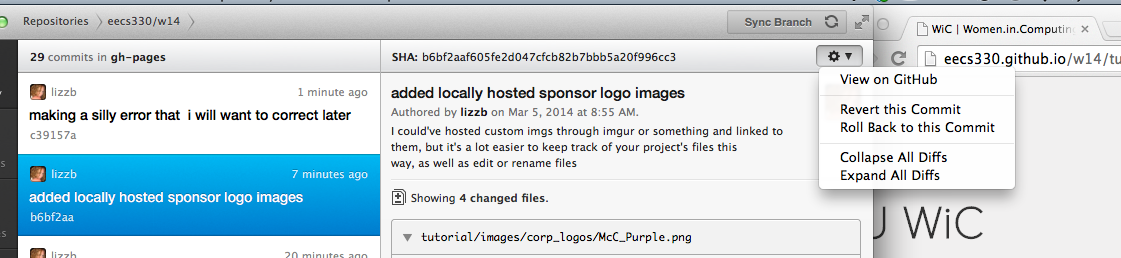 Repositories
eecs330/w14
Sync Branch
WiC | Women.in.Computing
29 commits in gh-pages
SHA: b6bf2aaf605fe2d047cfcb82b7bbb5a20f996cc3
eecs330.github.io/w14/tu
View on GitHub
Revert this Commit
Roll Back to this Commit
Collapse All Diffs
Expand All Diffs
lizzb
1 minute ago
making a silly error that i will want to correct later
c39157a
lizzb
7 minutes ago
added locally hosted sponsor logo images
b6bf2aa
lizzb
20 minutes ago
added locally hosted sponsor logo images
Authored by lizzb on Mar 5, 2014 at 8:55 AM.
I could've hosted custom imgs through imgur or something and linked to
them, but it's a lot easier to keep track of your project's files this
way, as well as edit or rename files
Showing 4 changed files.
tutorial/images/corp_logos/McC_Purple.png
U WiC